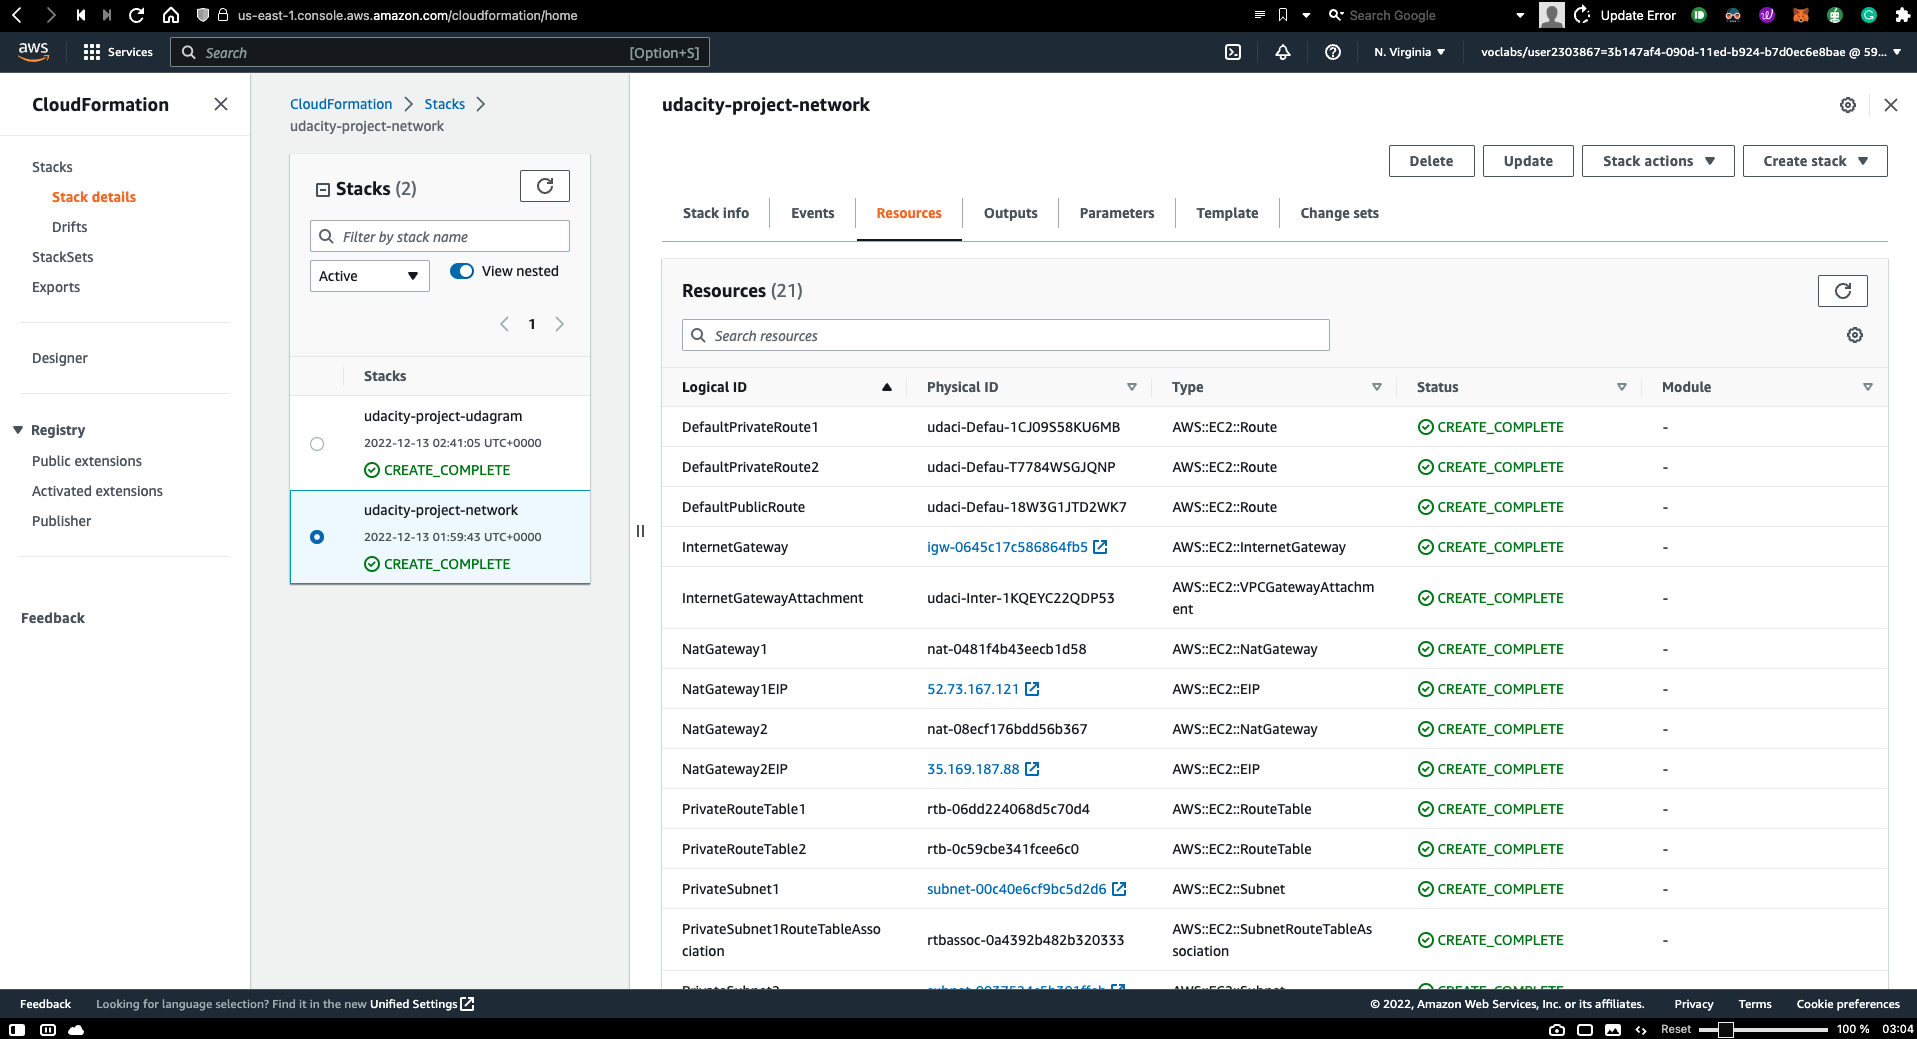 us-east-1.console.aws.amazon.com/cloudformation/home
Search Google
Update Error
aws
Services
Search
[Option+S]
N. Virginia
voclabs/user2303867=3b147af4-090d-11ed-b924-b7d0ec6e8bae @ 59...
CloudFormation
Stacks
Stack details
Drifts
StackSets
Exports
Designer
Registry
Public extensions
Activated extensions
Publisher
Feedback
CloudFormation
Stacks
udacity-project-network
Stacks (2)
Filter by stack name
Active
View nested
1
Stacks
udacity-project-udagram
2022-12-13 02:41:05 UTC+0000
CREATE_COMPLETE
udacity-project-network
2022-12-13 01:59:43 UTC+0000
CREATE_COMPLETE
udacity-project-network
Delete
Update
Stack actions
Create stack
Stack info
Events
Resources
Outputs
Parameters
Template
Change sets
Resources (21)
Search resources
Logical ID Physical ID Type Status Module
DefaultPrivateRoute1 udaci-Defau-1CJ09S58KU6MB AWS::EC2::Route CREATE_COMPLETE -
DefaultPrivateRoute2 udaci-Defau-T7784WSGJQNP AWS::EC2::Route CREATE_COMPLETE -
DefaultPublicRoute udaci-Defau-18W3G1JTD2WK7 AWS::EC2::Route CREATE_COMPLETE -
InternetGateway igw-0645c17c586864fb5 AWS::EC2::InternetGateway CREATE_COMPLETE -
InternetGatewayAttachment udaci-Inter-1KQEYC22QDP53 AWS::EC2::VPCGatewayAttachm
ent CREATE_COMPLETE -
NatGateway1 nat-0481f4b43eecb1d58 AWS::EC2::NatGateway CREATE_COMPLETE -
NatGateway1EIP 52.73.167.121 AWS::EC2::EIP CREATE_COMPLETE -
NatGateway2 nat-08ecf176bdd56b367 AWS::EC2::NatGateway CREATE_COMPLETE -
NatGateway2EIP 35.169.187.88 AWS::EC2::EIP CREATE_COMPLETE -
PrivateRouteTable1 rtb-06dd224068d5c70d4 AWS::EC2::RouteTable CREATE_COMPLETE -
PrivateRouteTable2 rtb-0c59cbe341fcee6c0 AWS::EC2::RouteTable CREATE_COMPLETE -
PrivateSubnet1 subnet-00c40e6cf9bc5d2d6 AWS::EC2::Subnet CREATE_COMPLETE -
PrivateSubnet1RouteTableAsso
ciation rtbassoc-0a4392b482b320333 AWS::EC2::SubnetRouteTableAs
sociation CREATE_COMPLETE -
Feedback
Looking for language selection? Find it in the new Unified Settings
© 2022, Amazon Web Services, Inc. or its affiliates.
Privacy
Terms
Cookie preferences
Reset
100 %
03:04